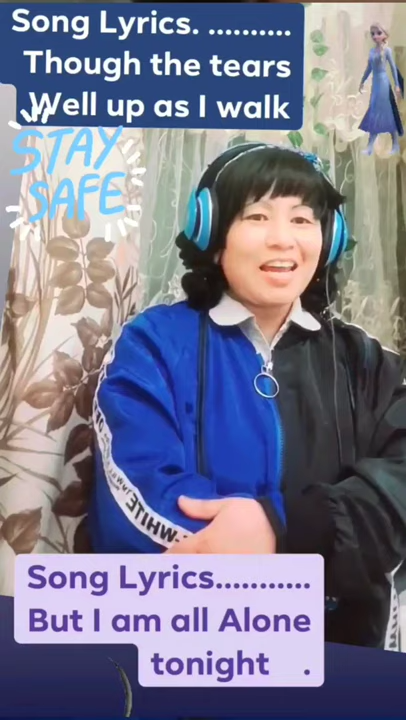 Song Lyrics. ..........
Though the tears
Well up as I walk
STAY
SAFE
Song Lyrics...........
But I am all Alone
tonight .